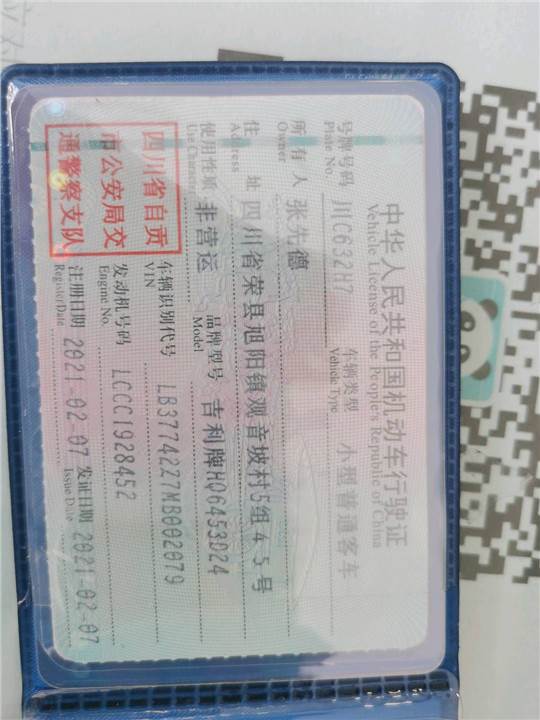 中华人民共和国机动车行驶证
Vehicle License of the People's Republic of China
号牌号码 川C632H7 车辆类型 小型普通客车
Plate No. Vehicle Type
所有人 张先德
Owner
住址 四川省荣县旭阳镇观音坡村5组45号
Address
使用性质 非营运 品牌型号 吉利牌HQ6453D24
Use Character Model
四川省自贡
市公安局交
通警察支队
车辆识别代号 LB37742Z7MB002079
VIN
发动机号码 LCCC1928452
Engine No.
注册日期 2021-02-07 发证日期 2021-02-07
Register Date Issue Date